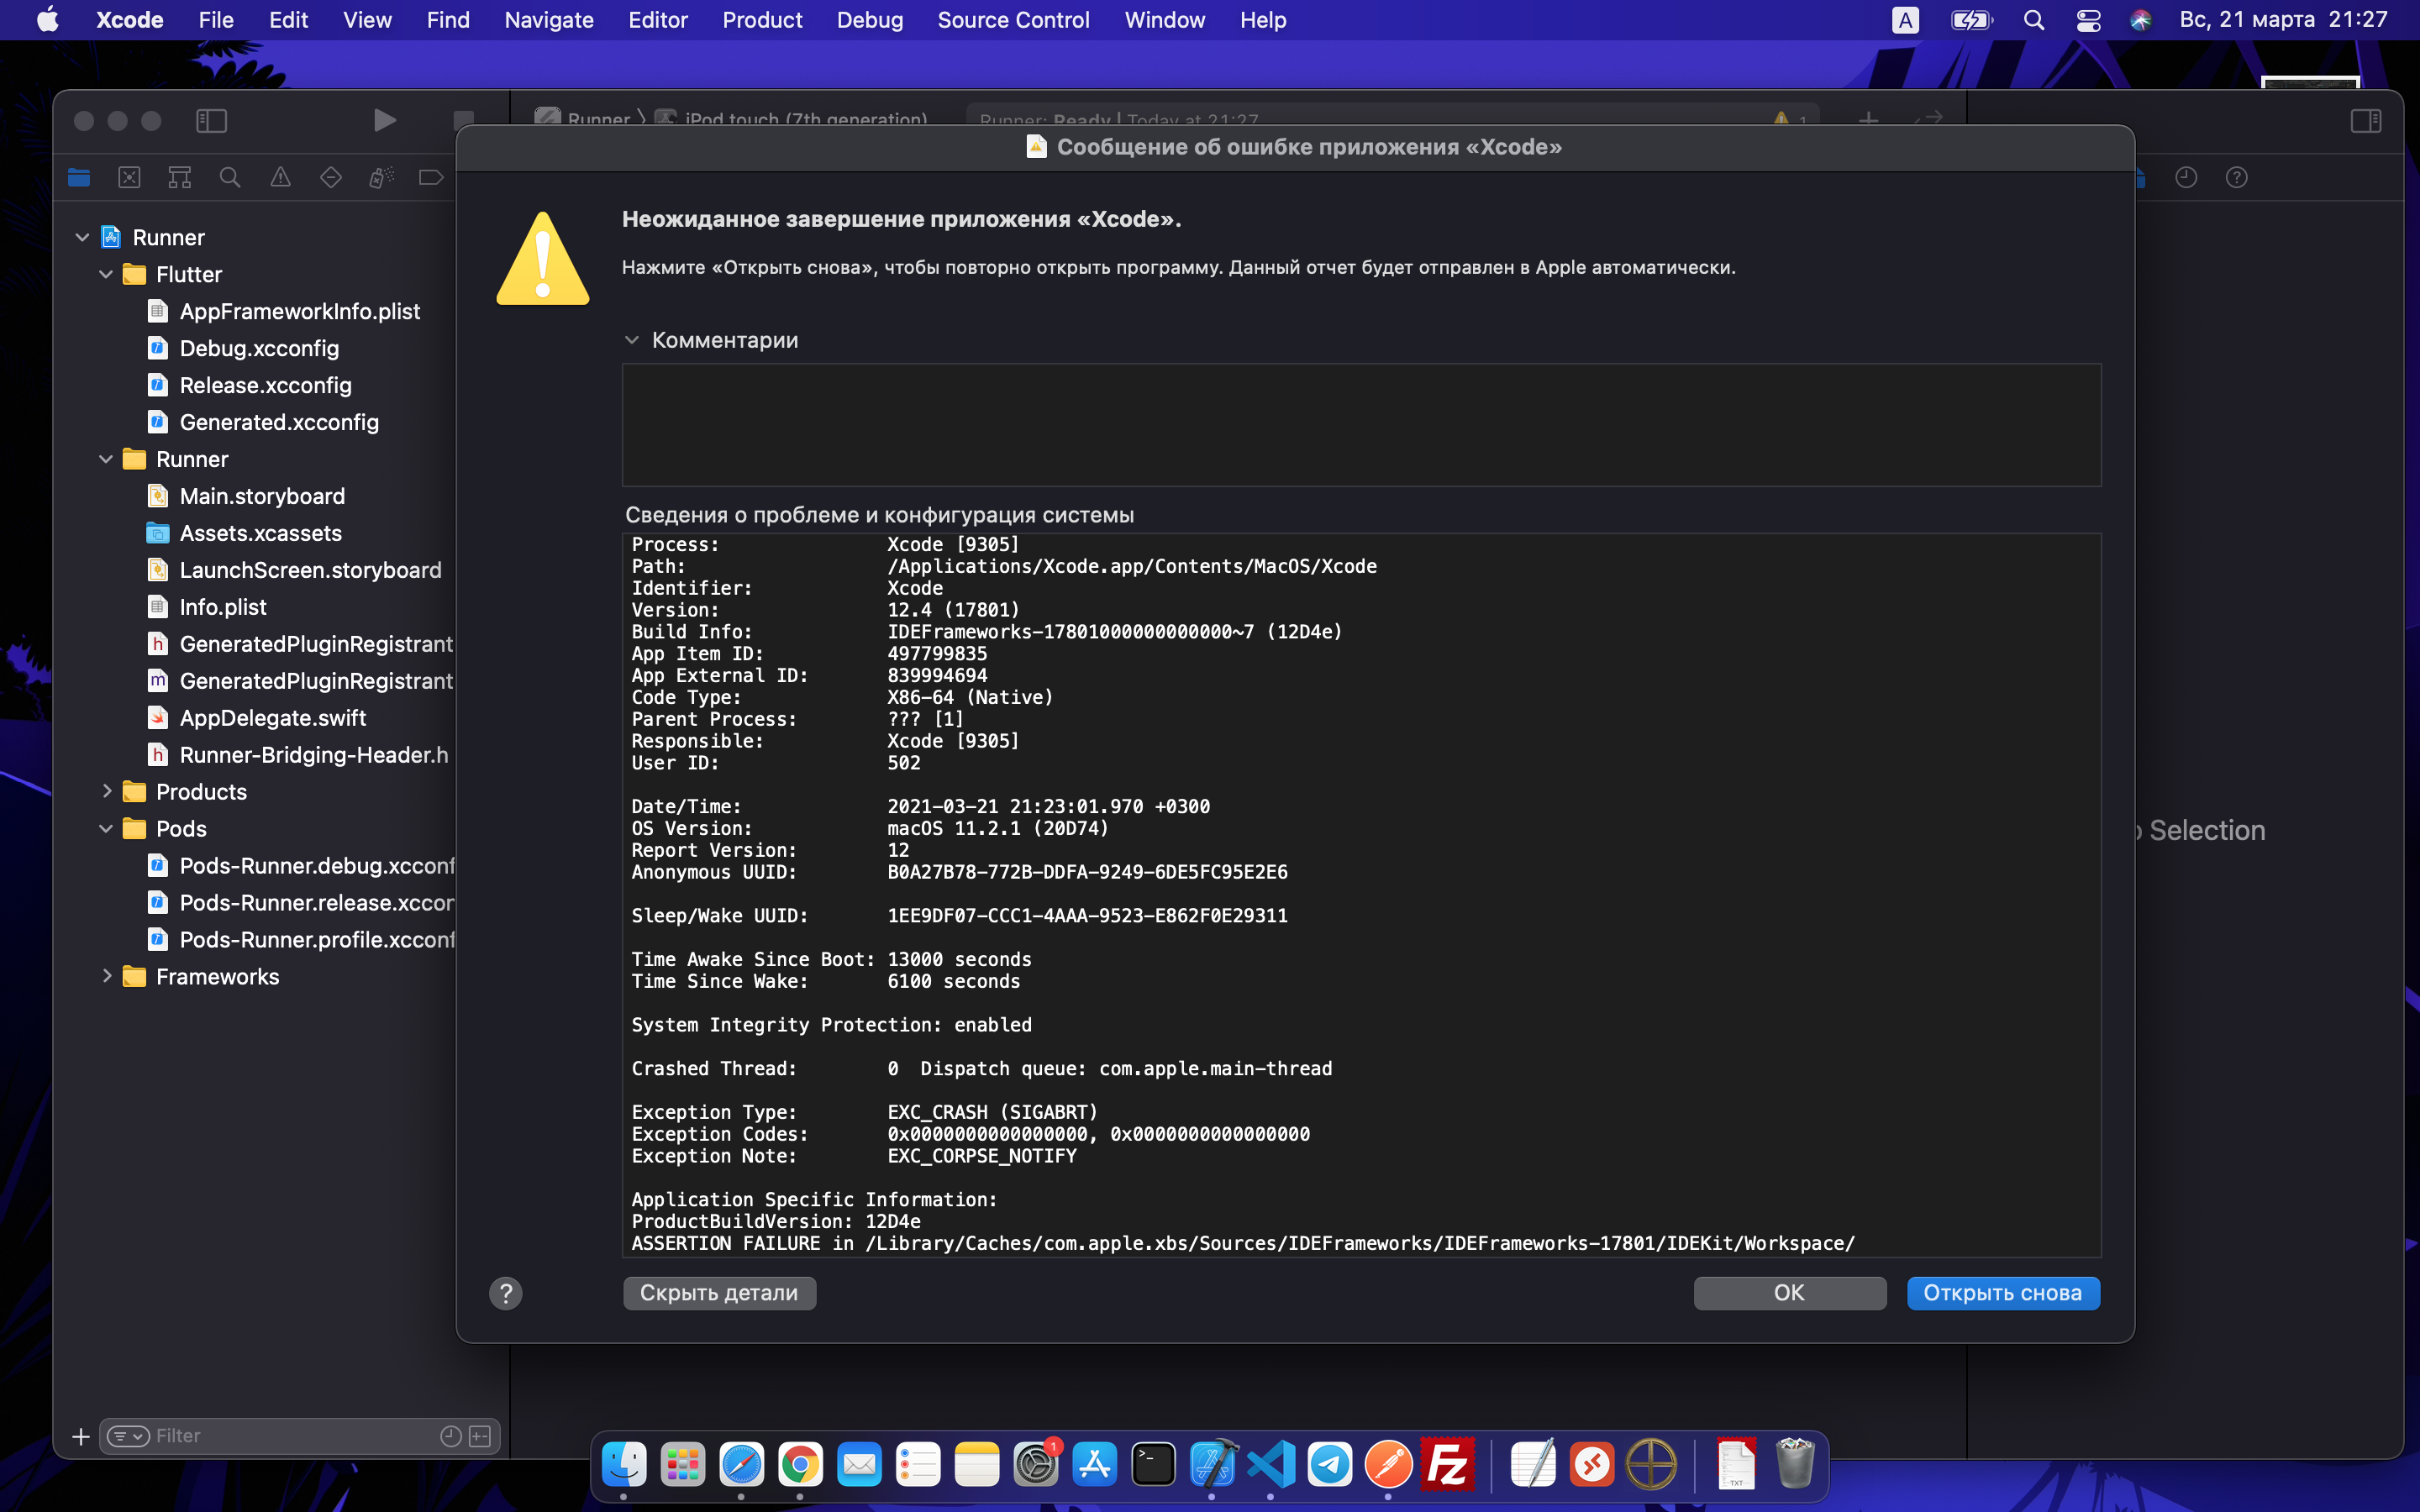 Xcode File Edit View Find Navigate Editor Product Debug Source Control Window Help A Вс, 21 марта 21:27
Runner iPod touch (7th generation) Runner: Ready | Today at 21:27 1
Сообщение об ошибке приложения «Xcode»
Runner
Flutter
AppFrameworkInfo.plist
Debug.xcconfig
Release.xcconfig
Generated.xcconfig
Runner
Main.storyboard
Assets.xcassets
LaunchScreen.storyboard
Info.plist
h GeneratedPluginRegistrant
m GeneratedPluginRegistrant
AppDelegate.swift
h Runner-Bridging-Header.h
Products
Pods
Pods-Runner.debug.xcconf
Pods-Runner.release.xccor
Pods-Runner.profile.xcconf
Frameworks
Filter
Неожиданное завершение приложения «Xcode».
Нажмите «Открыть снова», чтобы повторно открыть программу. Данный отчет будет отправлен в Apple автоматически.
Комментарии
Сведения о проблеме и конфигурация системы
Process: Xcode [9305]
Path: /Applications/Xcode.app/Contents/MacOS/Xcode
Identifier: Xcode
Version: 12.4 (17801)
Build Info: IDEFrameworks-17801000000000000~7 (12D4e)
App Item ID: 497799835
App External ID: 839994694
Code Type: X86-64 (Native)
Parent Process: ??? [1]
Responsible: Xcode [9305]
User ID: 502
Date/Time: 2021-03-21 21:23:01.970 +0300
OS Version: macOS 11.2.1 (20D74)
Report Version: 12
Anonymous UUID: B0A27B78-772B-DDFA-9249-6DE5FC95E2E6
Sleep/Wake UUID: 1EE9DF07-CCC1-4AAA-9523-E862F0E29311
Time Awake Since Boot: 13000 seconds
Time Since Wake: 6100 seconds
System Integrity Protection: enabled
Crashed Thread: 0 Dispatch queue: com.apple.main-thread
Exception Type: EXC_CRASH (SIGABRT)
Exception Codes: 0x0000000000000000, 0x0000000000000000
Exception Note: EXC_CORPSE_NOTIFY
Application Specific Information:
ProductBuildVersion: 12D4e
ASSERTION FAILURE in /Library/Caches/com.apple.xbs/Sources/IDEFrameworks/IDEFrameworks-17801/IDEKit/Workspace/
? Скрыть детали ОК Открыть снова
Selection
1
Fz
TXT